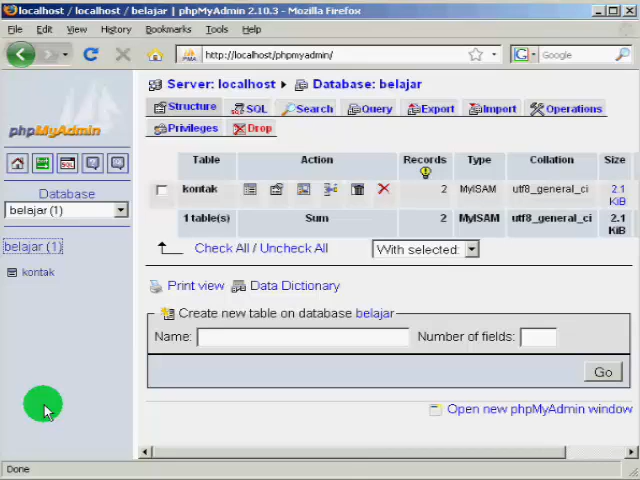 localhost / localhost / belajar | phpMyAdmin 2.10.3 - Mozilla Firefox
File Edit View History Bookmarks Tools Help
PMA http://localhost/phpmyadmin/ G Google
Server: localhost Database: belajar
phpMyAdmin
Structure SQL Search Query Export Import Operations
Privileges Drop
Table Action Records Type Collation Size
kontak 2 MyISAM utf8_general_ci 2.1 KiB
1 table(s) Sum 2 MyISAM utf8_general_ci 2.1 KiB
SQL
Database
belajar (1)
belajar (1)
kontak
Check All / Uncheck All With selected:
Print view Data Dictionary
Create new table on database belajar
Name: Number of fields:
Go
Open new phpMyAdmin window
Done